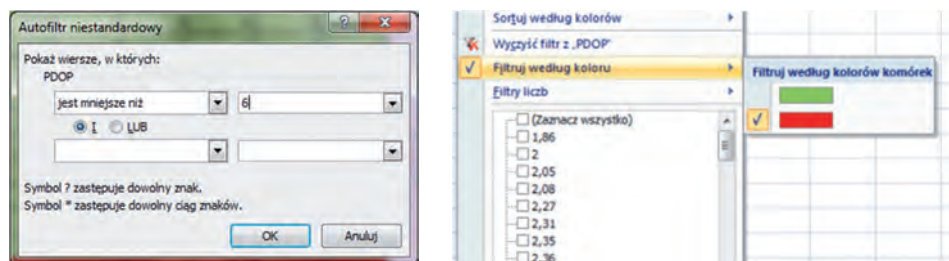 Autofiltr niestandardowy
Pokaż wiersze, w których:
PDOP
jest mniejsze niż 6
I LUB
Symbol ? zastępuje dowolny znak.
Symbol * zastępuje dowolny ciąg znaków.
OK Anuluj
Sortuj według kolorów
Wyczyść filtr z „PDOP"
Filtruj według koloru
Filtry liczb
(Zaznacz wszystko)
1,86
2
2,05
2,08
2,27
2,31
2,35
2,36
Filtruj według kolorów komórek